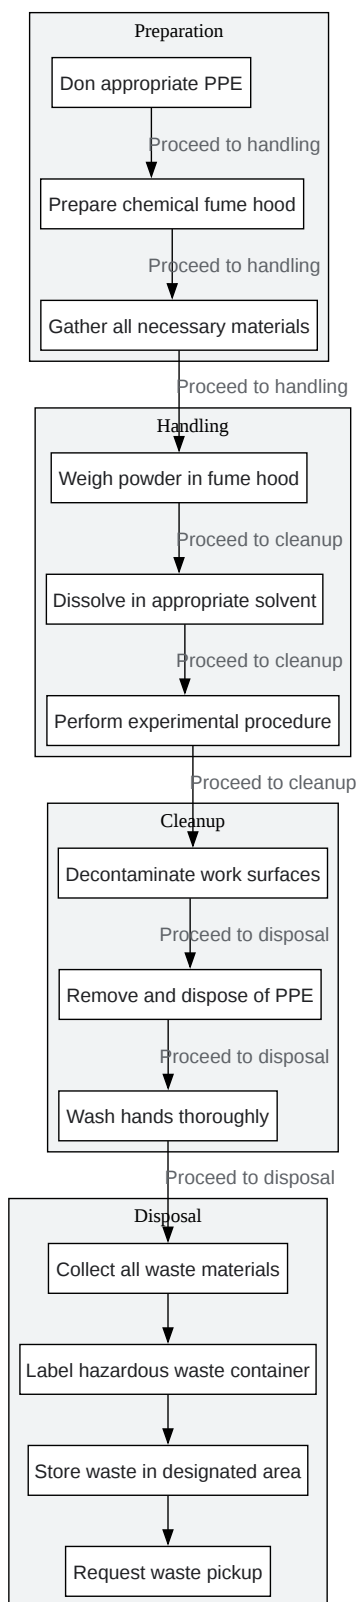 Preparation
Don appropriate PPE
Proceed to handling
Prepare chemical fume hood
Proceed to handling
Gather all necessary materials
Proceed to handling
Handling
Weigh powder in fume hood
Proceed to cleanup
Dissolve in appropriate solvent
Proceed to cleanup
Perform experimental procedure
Proceed to cleanup
Cleanup
Decontaminate work surfaces
Proceed to disposal
Remove and dispose of PPE
Proceed to disposal
Wash hands thoroughly
Proceed to disposal
Disposal
Collect all waste materials
Label hazardous waste container
Store waste in designated area
Request waste pickup